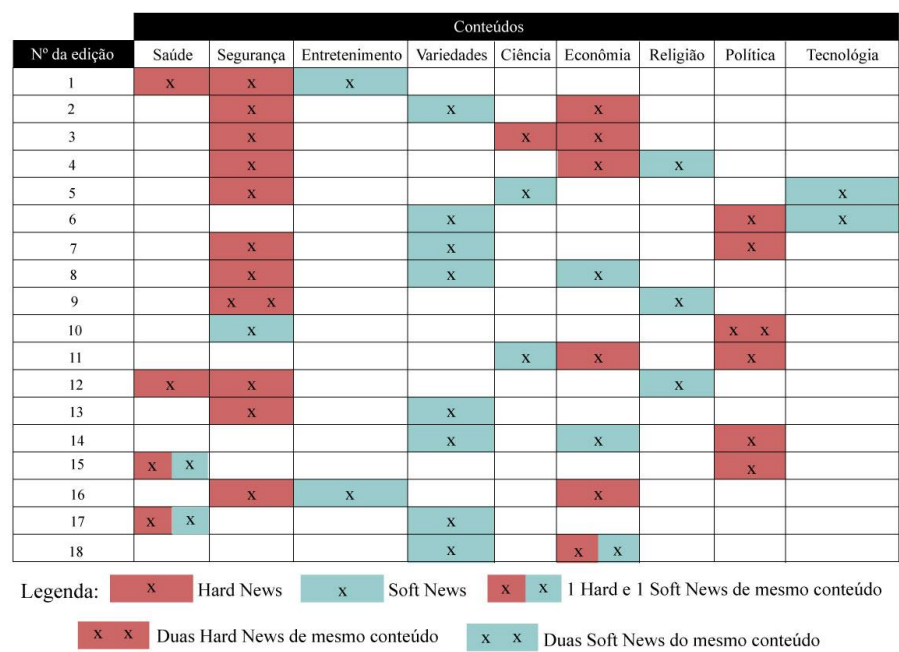 Conteúdos
Nº da edição Saúde Segurança Entretenimento Variedades Ciência Econômia Religião Política Tecnológia
1 x x x
2 x x x
3 x x x
4 x x x
5 x x x
6 x x x
7 x x x
8 x x x
9 x x x
10 x x x
11 x x x
12 x x x
13 x x
14 x x x
15 x x x
16 x x x
17 x x x
18 x x x
Legenda: x Hard News x Soft News x x 1 Hard e 1 Soft News de mesmo conteúdo
x x Duas Hard News de mesmo conteúdo x x Duas Soft News do mesmo conteúdo